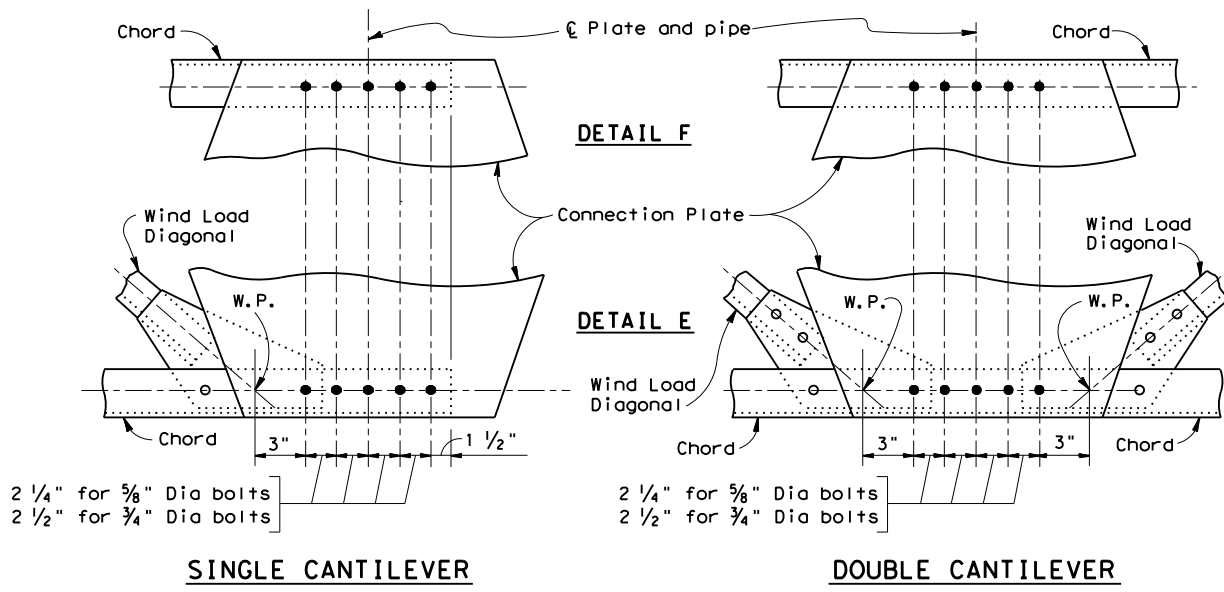 Chord
℄ Plate and pipe
Chord
DETAIL F
Wind Load
Diagonal
Connection Plate
Wind Load
Diagonal
W.P.
W.P.
W.P.
DETAIL E
Wind Load
Diagonal
Chord
3"
1 ½"
Chord
3"
3"
Chord
2 ¼" for ⅝" Dia bolts
2 ½" for ¾" Dia bolts
2 ¼" for ⅝" Dia bolts
2 ½" for ¾" Dia bolts
SINGLE CANTILEVER
DOUBLE CANTILEVER